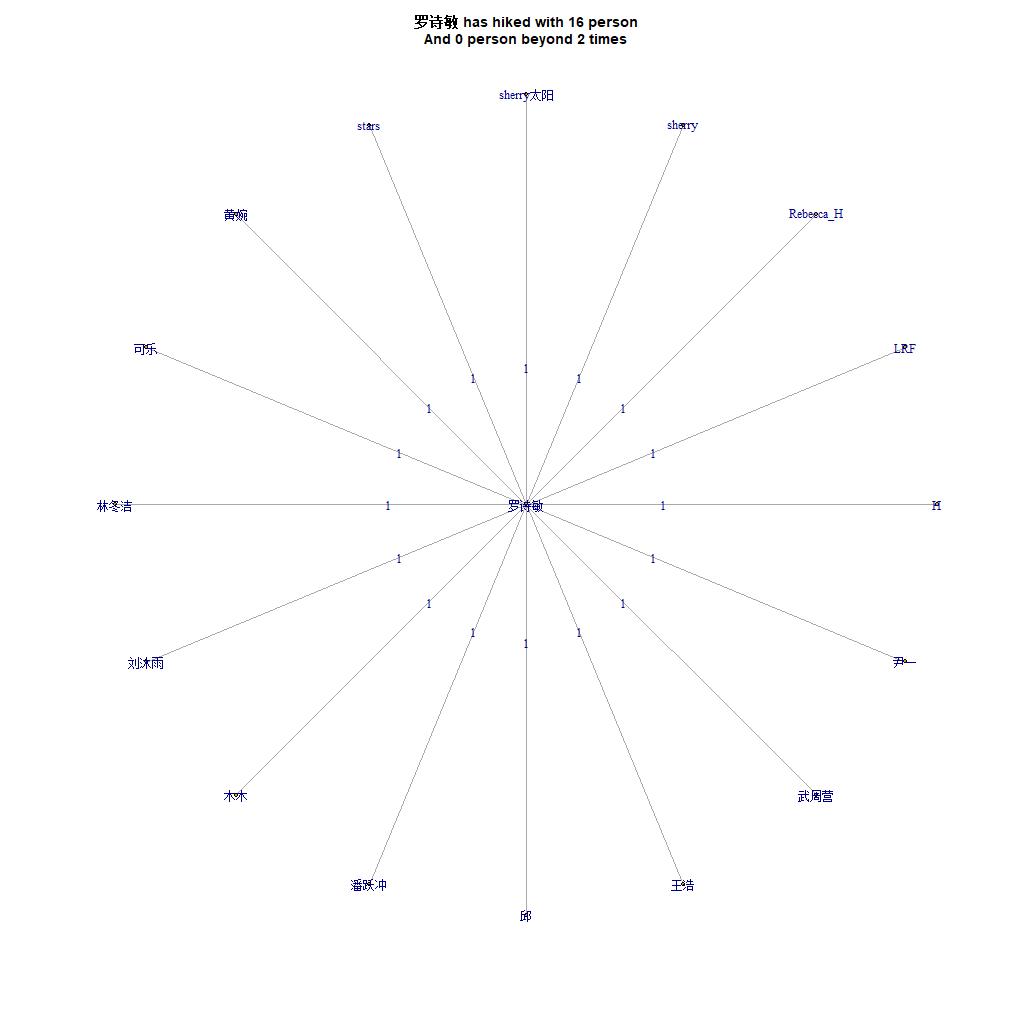 罗诗敏 has hiked with 16 person
And 0 person beyond 2 times
sherry太阳
stars
sherry
黄婉
Rebecca_H
可乐
LRF
1
1
1
1
1
1
1
林冬洁
1
罗诗敏
1
H
1
1
1
1
1
1
1
刘沐雨
尹一
木木
武周营
潘跃冲
王浩
邱